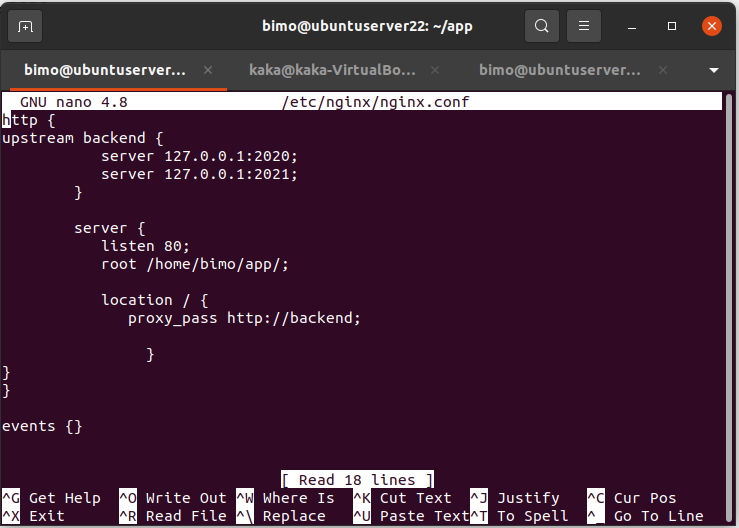 bimo@ubuntuserver22: ~/app
bimo@ubuntuserver... × kaka@kaka-VirtualBo... × bimo@ubuntuserver... ×
GNU nano 4.8 /etc/nginx/nginx.conf
http {
upstream backend {
server 127.0.0.1:2020;
server 127.0.0.1:2021;
}
server {
listen 80;
root /home/bimo/app/;
location / {
proxy_pass http://backend;
}
}
}
events {}
[ Read 18 lines ]
^G Get Help ^O Write Out ^W Where Is ^K Cut Text ^J Justify ^C Cur Pos
^X Exit ^R Read File ^\ Replace ^U Paste Text ^T To Spell ^_ Go To Line